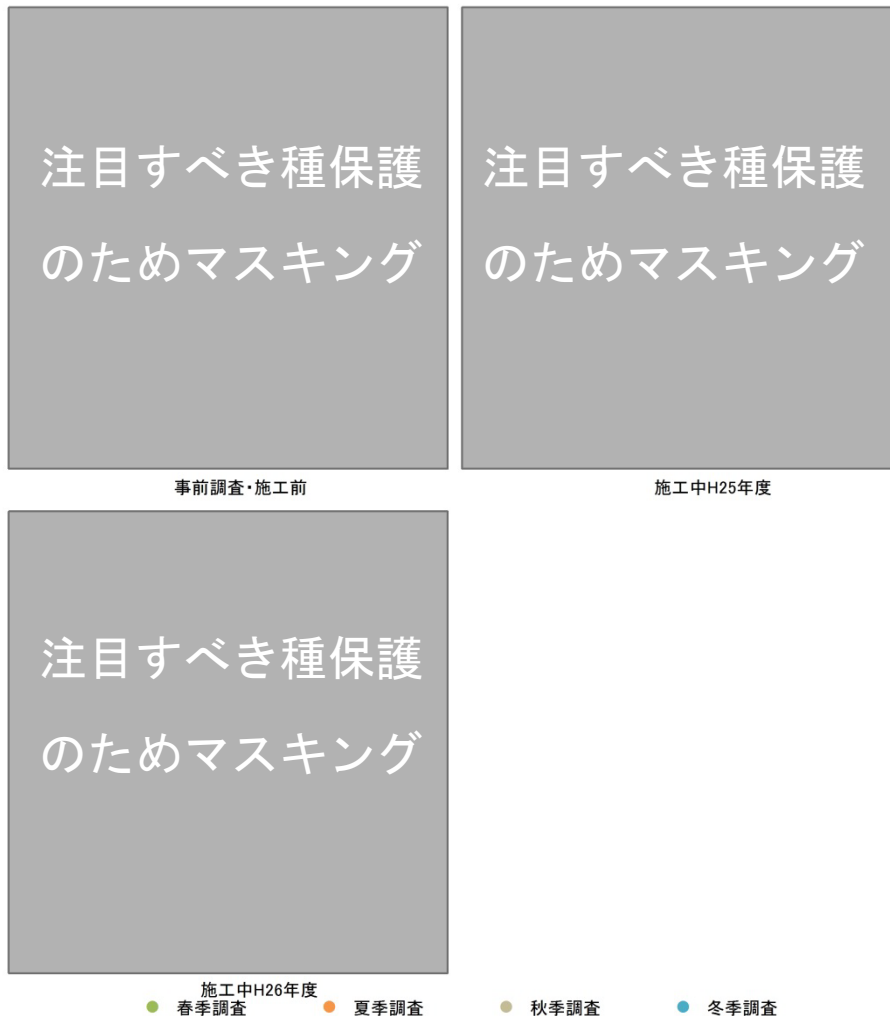 注目すべき種保護
のためマスキング
事前調査・施工前
注目すべき種保護
のためマスキング
施工中H25年度
注目すべき種保護
のためマスキング
施工中H26年度
春季調査
夏季調査
秋季調査
冬季調査